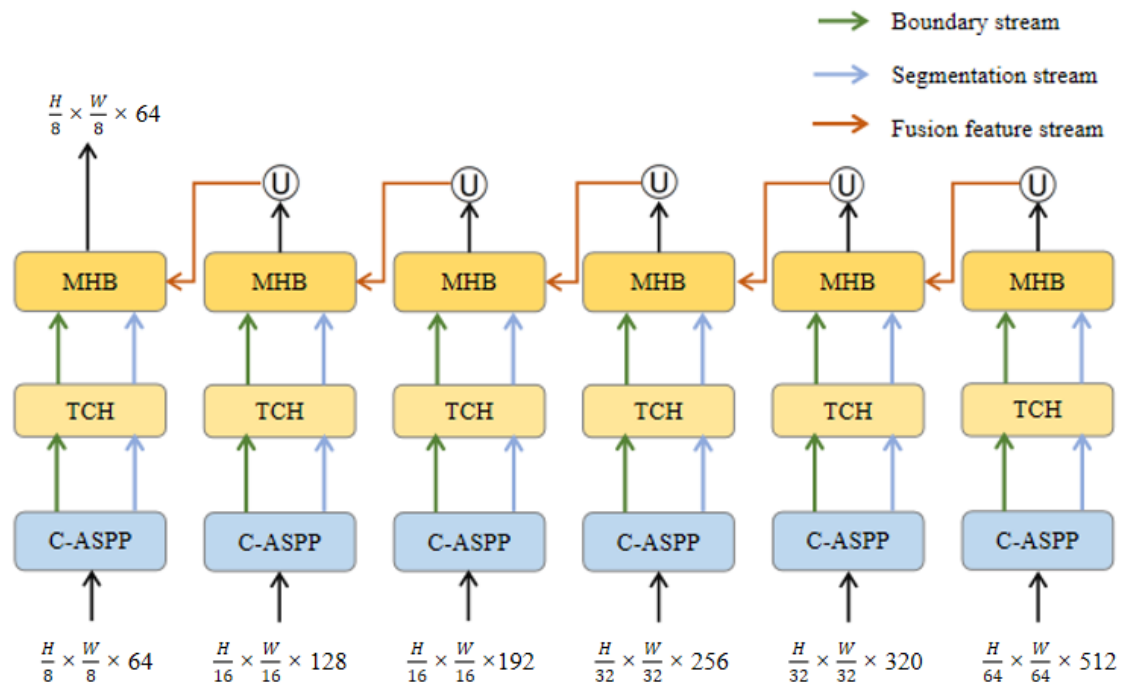 Boundary stream
Segmentation stream
Fusion feature stream
H/8 × W/8 × 64
U U U U U
MHB MHB MHB MHB MHB MHB
TCH TCH TCH TCH TCH TCH
C-ASPP C-ASPP C-ASPP C-ASPP C-ASPP C-ASPP
H/8 × W/8 × 64 H/16 × W/16 × 128 H/16 × W/16 ×192 H/32 × W/32 × 256 H/32 × W/32 × 320 H/64 × W/64 × 512